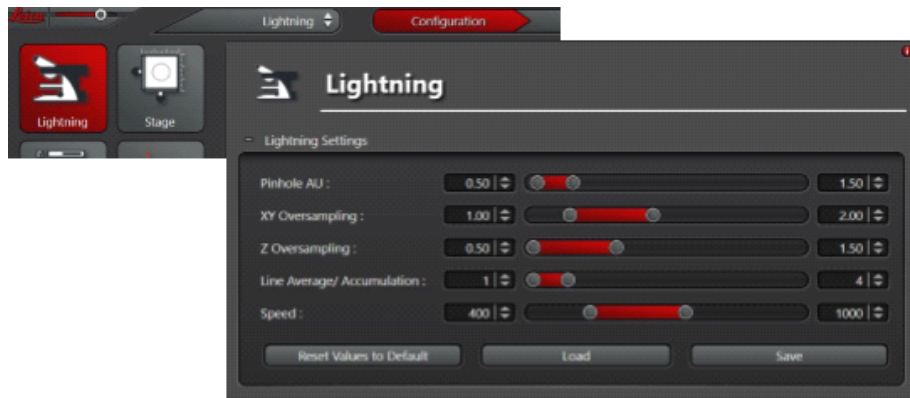 Leica
Lightning
Configuration
Lightning
Stage
Lightning
Lightning Settings
Pinhole AU :
0.50
1.50
XY Oversampling :
1.00
2.00
Z Oversampling :
0.50
1.50
Line Average/ Accumulation :
1
4
Speed :
400
1000
Reset Values to Default
Load
Save